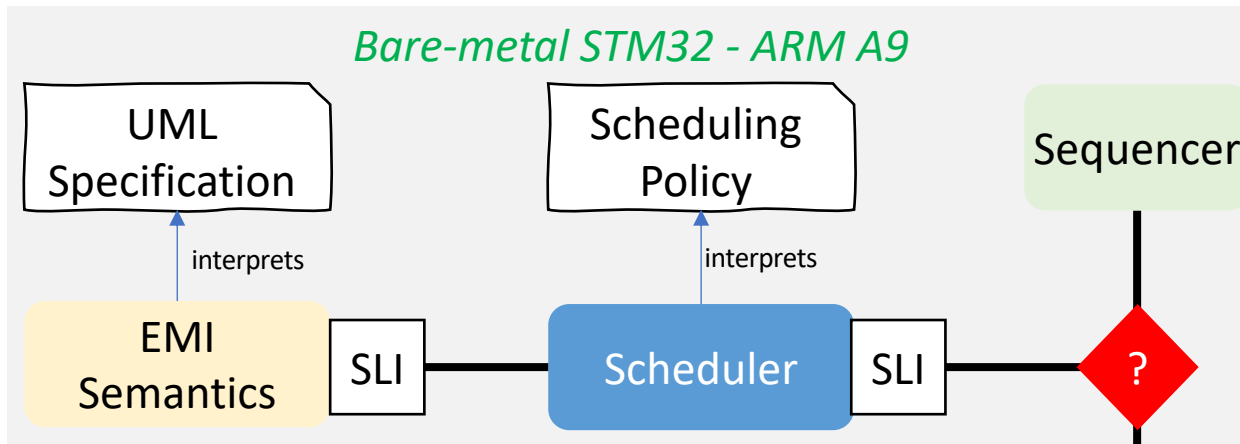 Bare-metal STM32 - ARM A9
UML
Specification
Scheduling
Policy
Sequencer
interprets
interprets
EMI
Semantics
SLI
Scheduler
SLI
?